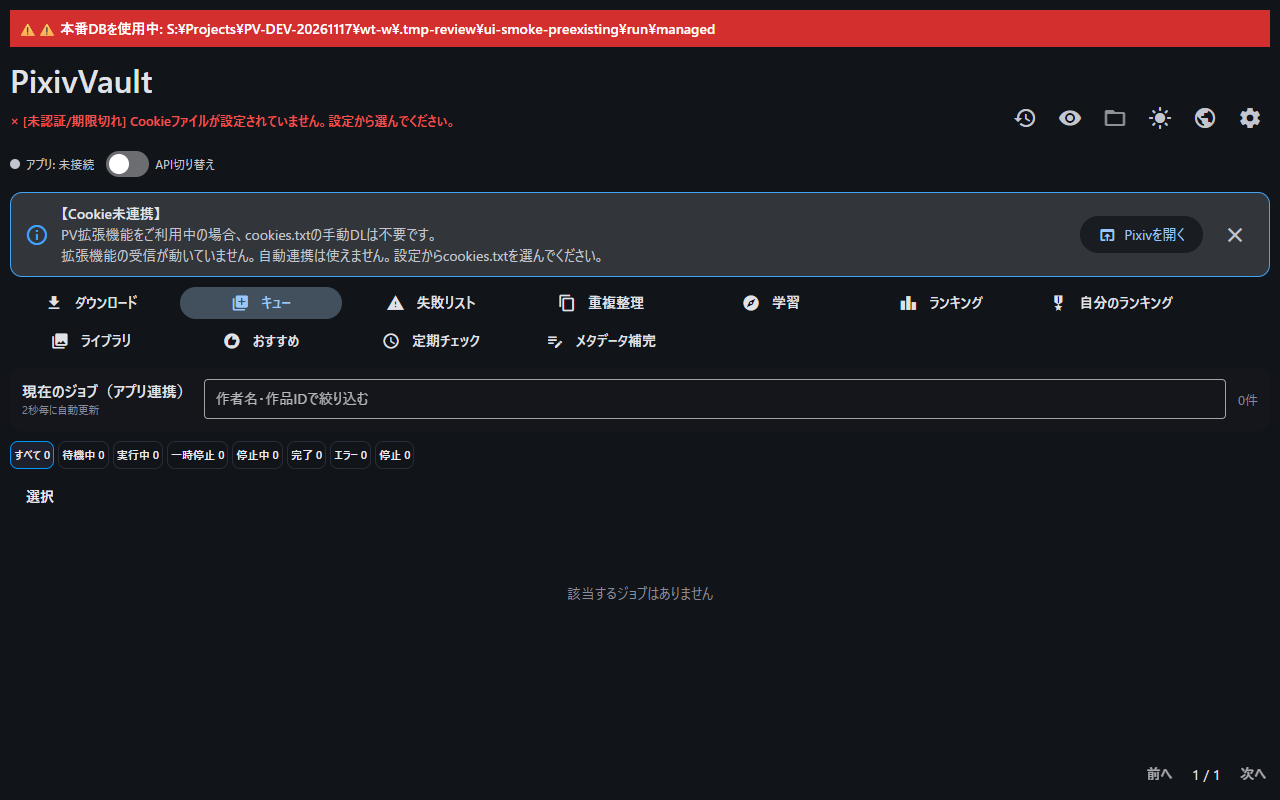 本番DBを使用中: S:¥Projects¥PV-DEV-20261117¥wt-w¥.tmp-review¥ui-smoke-preexisting¥run¥managed
PixivVault
× [未認証/期限切れ] Cookieファイルが設定されていません。設定から選んでください。
アプリ: 未接続 API切り替え
【Cookie未連携】
PV拡張機能をご利用中の場合、cookies.txtの手動DLは不要です。
拡張機能の受信が動いていません。自動連携は使えません。設定からcookies.txtを選んでください。
Pixivを開く
ダウンロード キュー 失敗リスト 重複整理 学習 ランキング 自分のランキング
ライブラリ おすすめ 定期チェック メタデータ補完
現在のジョブ（アプリ連携）
2秒毎に自動更新
作者名・作品IDで絞り込む
0件
すべて 0 待機中 0 実行中 0 一時停止 0 停止中 0 完了 0 エラー 0 停止 0
選択
該当するジョブはありません
前へ 1 / 1 次へ